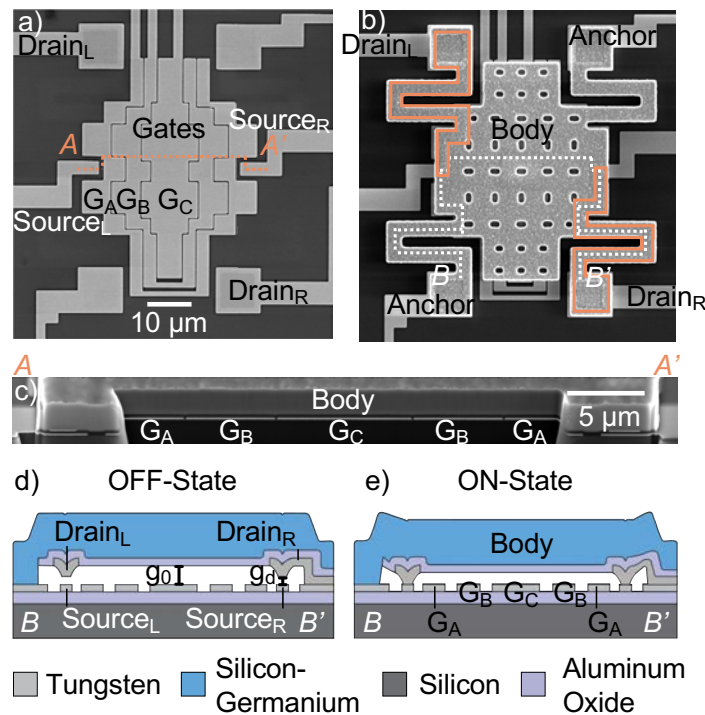 a)
Drain_L
Gates
Source_R
A
A'
G_A G_B G_C
Source_L
Drain_R
10 μm
b)
Drain_L
Anchor
Body
B
B'
Anchor
Drain_R
A
A'
c)
Body
5 μm
G_A G_B G_C G_B G_A
d) OFF-State
Drain_L
Drain_R
g0
g_d
B
Source_L
Source_R
B'
e) ON-State
Body
G_B G_C G_B
B
G_A
G_A
B'
Tungsten
Silicon-
Germanium
Silicon
Aluminum
Oxide